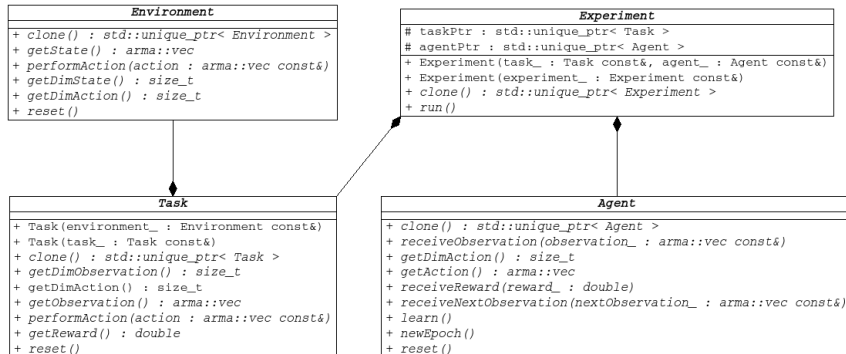 Environment
+ clone() : std::unique_ptr< Environment >
+ getState() : arma::vec
+ performAction(action : arma::vec const&)
+ getDimState() : size_t
+ getDimAction() : size_t
+ reset()
Experiment
# taskPtr : std::unique_ptr< Task >
# agentPtr : std::unique_ptr< Agent >
+ Experiment(task_ : Task const&, agent_ : Agent const&)
+ Experiment(experiment_ : Experiment const&)
+ clone() : std::unique_ptr< Experiment >
+ run()
Task
+ Task(environment_ : Environment const&)
+ Task(task_ : Task const&)
+ clone() : std::unique_ptr< Task >
+ getDimObservation() : size_t
+ getDimAction() : size_t
+ getObservation() : arma::vec
+ performAction(action : arma::vec const&)
+ getReward() : double
+ reset()
Agent
+ clone() : std::unique_ptr< Agent >
+ receiveObservation(observation_ : arma::vec const&)
+ getDimAction() : size_t
+ getAction() : arma::vec
+ receiveReward(reward_ : double)
+ receiveNextObservation(nextObservation_ : arma::vec const&)
+ learn()
+ newEpoch()
+ reset()